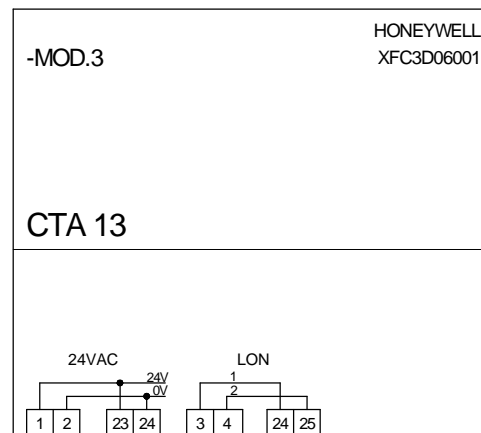 HONEYWELL
-MOD.3 XFC3D06001
CTA 13
24VAC LON
24V 1
0V 2
1 2 23 24 3 4 24 25